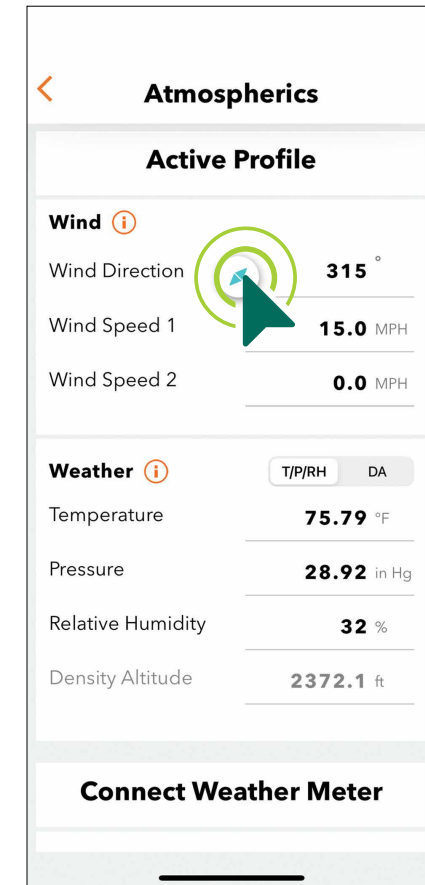 Atmospherics
Active Profile
Wind i
Wind Direction 315 °
Wind Speed 1 15.0 MPH
Wind Speed 2 0.0 MPH
Weather i T/P/RH DA
Temperature 75.79 °F
Pressure 28.92 in Hg
Relative Humidity 32 %
Density Altitude 2372.1 ft
Connect Weather Meter